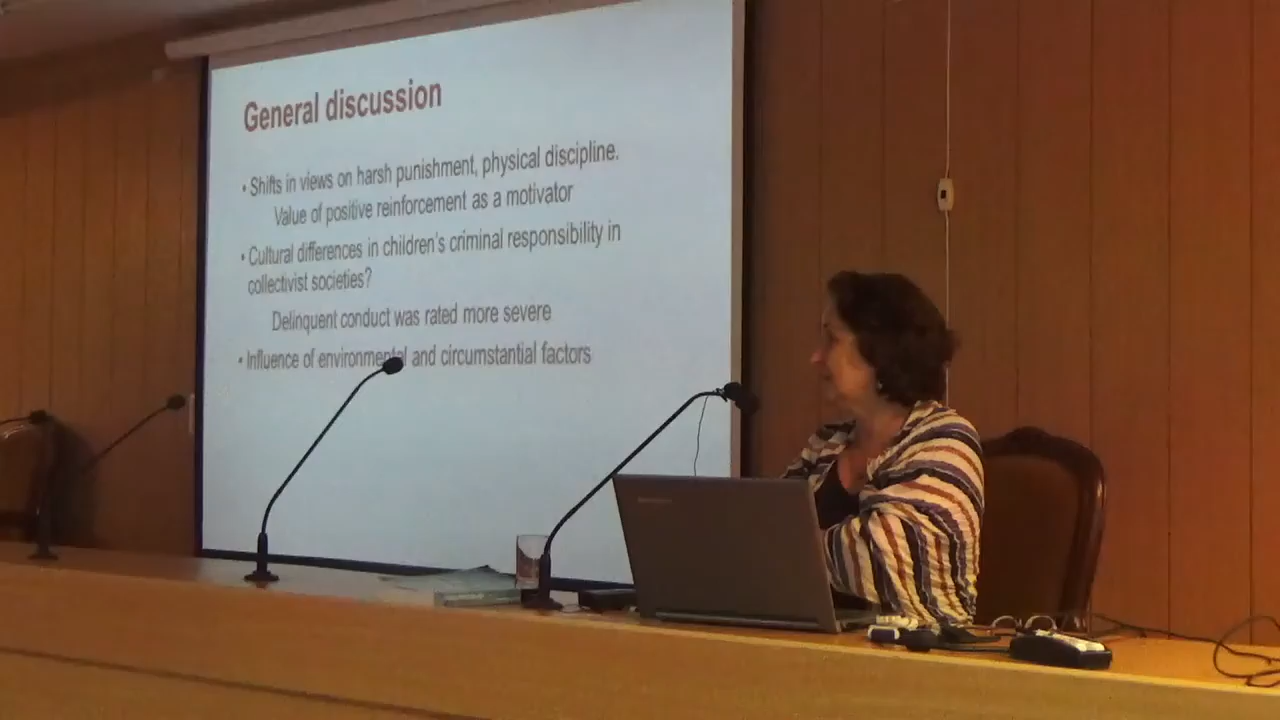 General discussion
• Shifts in views on harsh punishment, physical discipline.
Value of positive reinforcement as a motivator
• Cultural differences in children's criminal responsibility in
collectivist societies?
Delinquent conduct was rated more severe
• Influence of environmental and circumstantial factors